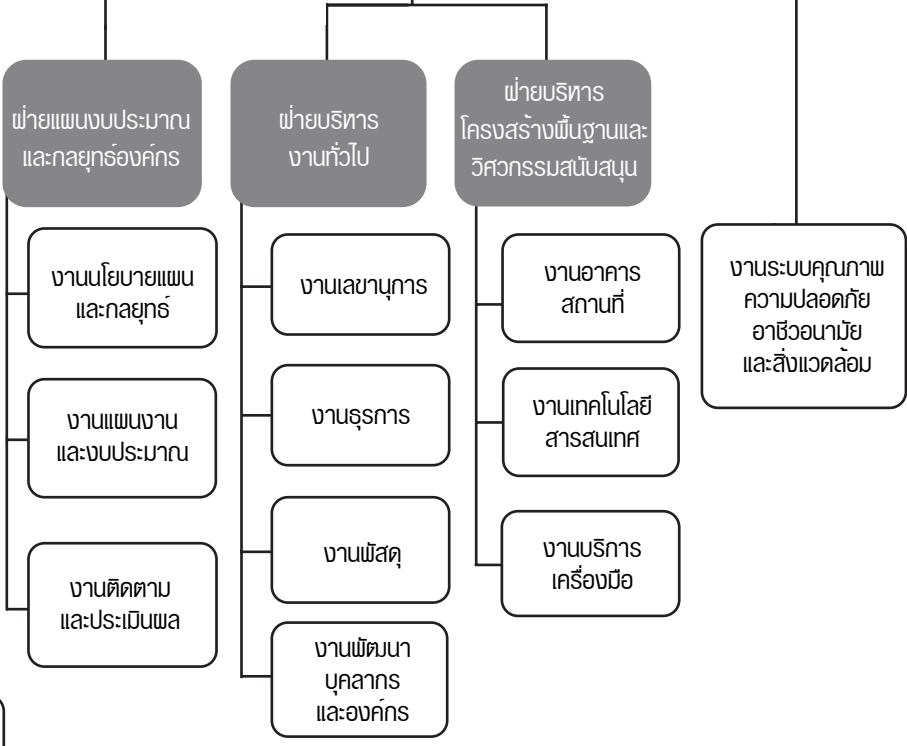 ฝ่ายแผนงบประมาณ
และกลยุทธ์องค์กร
งานนโยบายแผน
และกลยุทธ์
งานแผนงาน
และงบประมาณ
งานติดตาม
และประเมินผล
ฝ่ายบริหาร
งานทั่วไป
งานเลขานุการ
งานธุรการ
งานพัสดุ
งานพัฒนา
บุคลากร
และองค์กร
ฝ่ายบริหาร
โครงสร้างพื้นฐานและ
วิศวกรรมสนับสนุน
งานอาคาร
สถานที่
งานเทคโนโลยี
สารสนเทศ
งานบริการ
เครื่องมือ
งานระบบคุณภาพ
ความปลอดภัย
อาชีวอนามัย
และสิ่งแวดล้อม